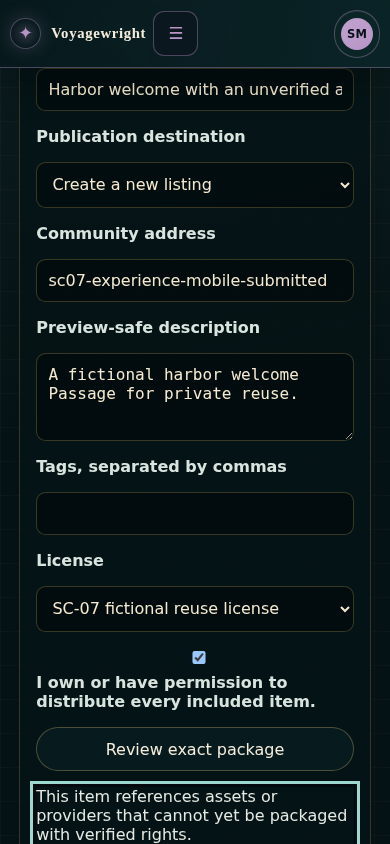 Voyagewright
☰
SM
Harbor welcome with an unverified a
Publication destination
Create a new listing
Community address
sc07-experience-mobile-submitted
Preview-safe description
A fictional harbor welcome
Passage for private reuse.
Tags, separated by commas
License
SC-07 fictional reuse license
I own or have permission to
distribute every included item.
Review exact package
This item references assets or
providers that cannot yet be packaged
with verified rights.